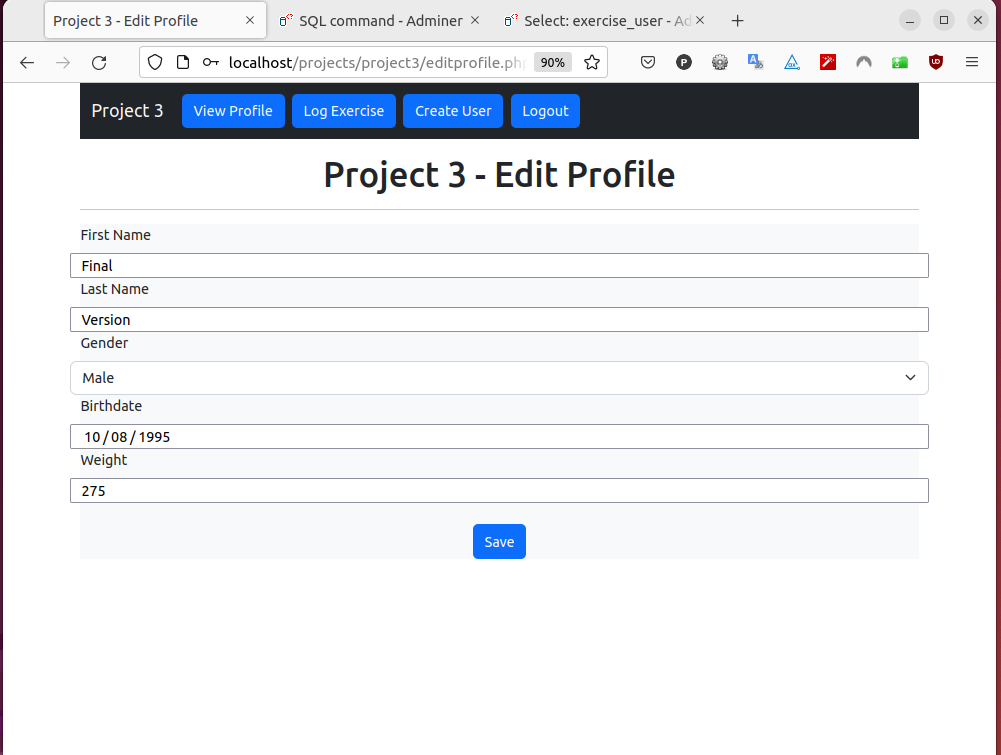 Project 3 - Edit Profile
SQL command - Adminer
Select: exercise_user - Ad
localhost/projects/project3/editprofile.php
90%
Project 3
View Profile
Log Exercise
Create User
Logout
Project 3 - Edit Profile
First Name
Final
Last Name
Version
Gender
Male
Birthdate
10 / 08 / 1995
Weight
275
Save